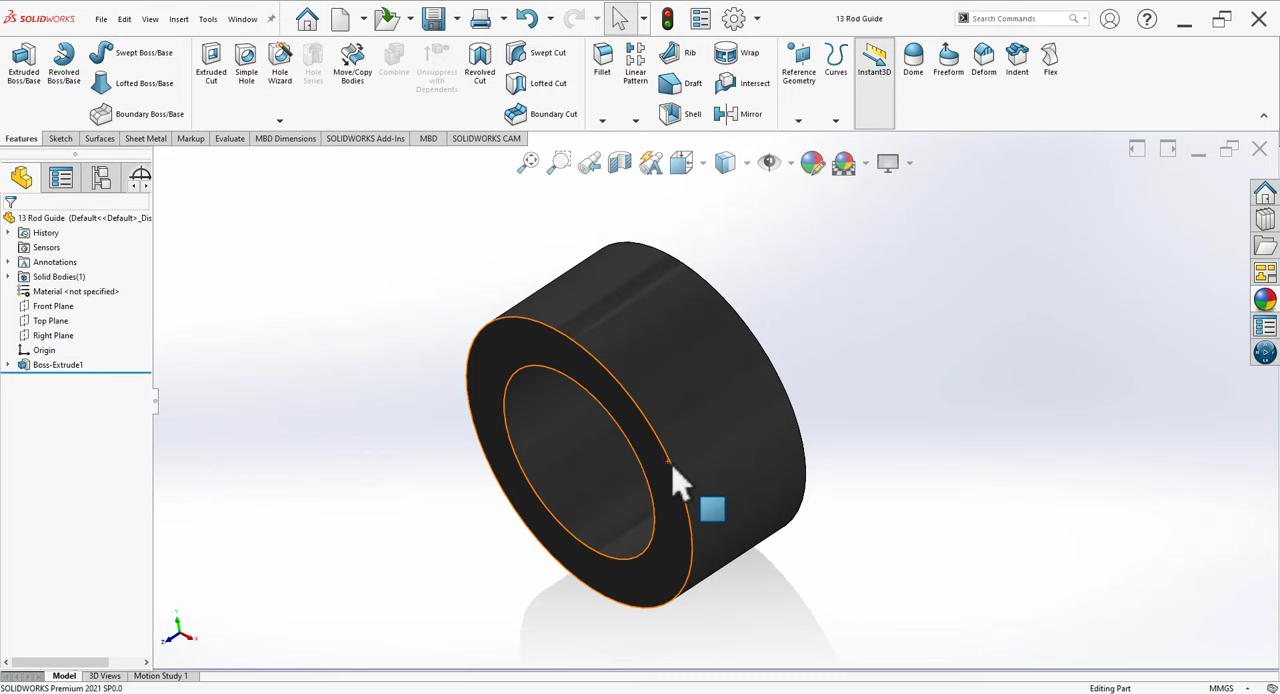 SOLIDWORKS
File Edit View Insert Tools Window
13 Rod Guide
Search Commands
Extruded Boss/Base
Revolved Boss/Base
Swept Boss/Base
Lofted Boss/Base
Boundary Boss/Base
Extruded Cut
Simple Hole
Hole Wizard
Hole Series
Move/Copy Bodies
Combine
Unsuppress with Dependents
Revolved Cut
Swept Cut
Lofted Cut
Boundary Cut
Fillet
Linear Pattern
Rib
Draft
Shell
Wrap
Intersect
Mirror
Reference Geometry
Curves
Instant3D
Dome
Freeform
Deform
Indent
Flex
Features Sketch Surfaces Sheet Metal Markup Evaluate MBD Dimensions SOLIDWORKS Add-Ins MBD SOLIDWORKS CAM
13 Rod Guide (Default<<Default>_Dis
History
Sensors
Annotations
Solid Bodies(1)
Material <not specified>
Front Plane
Top Plane
Right Plane
Origin
Boss-Extrude1
Y
Z X
Model 3D Views Motion Study 1
SOLIDWORKS Premium 2021 SP0.0
Editing Part MMGS